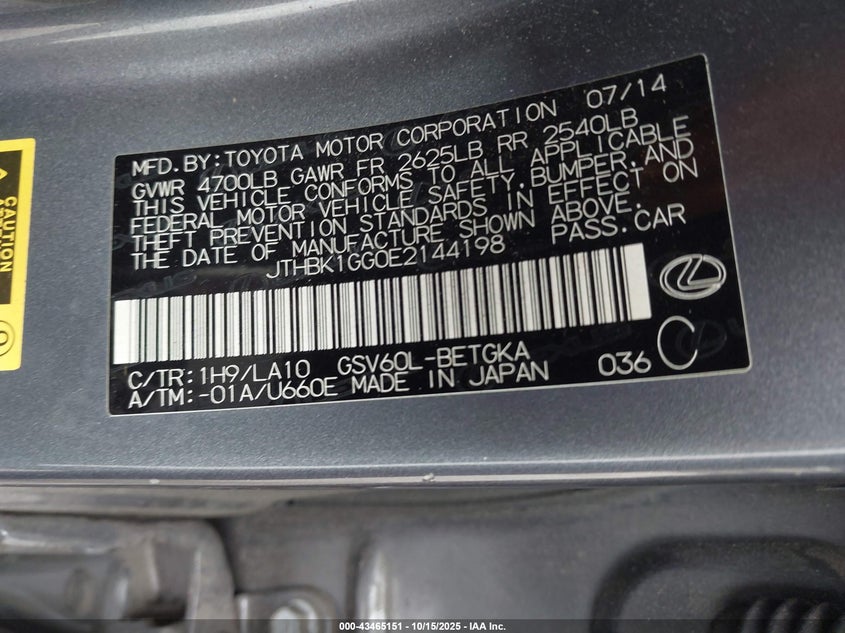 MFD.BY:TOYOTA MOTOR CORPORATION 07/14
GVWR 4700LB GAWR FR 2625LB RR 2540LB
THIS VEHICLE CONFORMS TO ALL APPLICABLE
FEDERAL MOTOR VEHICLE SAFETY,BUMPER,AND
THEFT PREVENTION STANDARDS IN EFFECT ON
THE DATE OF MANUFACTURE SHOWN ABOVE.
JTHBK1GG0E2144198 PASS.CAR
C/TR:1H9/LA10 GSV60L-BETGKA
A/TM:-01A/U660E MADE IN JAPAN 036 C
CAUTION
000-43465151 - 10/15/2025 - IAA Inc.